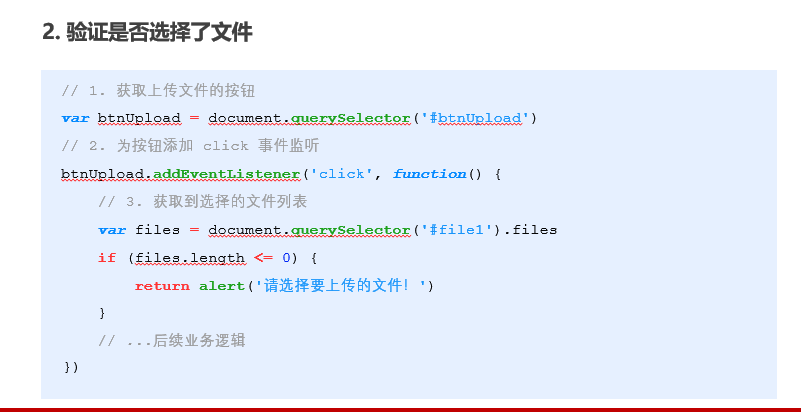 2. 验证是否选择了文件
// 1. 获取上传文件的按钮
var btnUpload = document.querySelector('#btnUpload')
// 2. 为按钮添加 click 事件监听
btnUpload.addEventListener('click', function() {
// 3. 获取到选择的文件列表
var files = document.querySelector('#file1').files
if (files.length <= 0) {
return alert('请选择要上传的文件！')
}
// ...后续业务逻辑
})